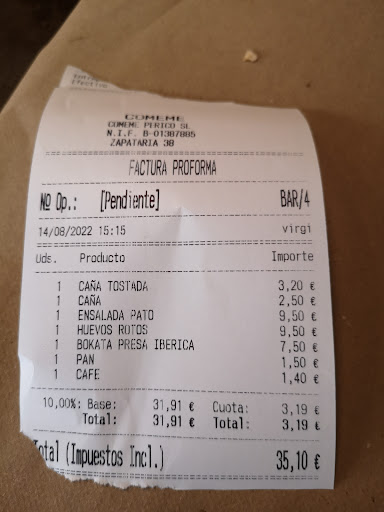 COMEME
COMEME PERICO SL
N.I.F. B-01387885
ZAPATARIA 38
FACTURA PROFORMA
Nº Op.: [Pendiente] BAR/4
14/08/2022 15:15 virgi
Uds. Producto Importe
1 CAÑA TOSTADA 3,20 €
1 CAÑA 2,50 €
1 ENSALADA PATO 9,50 €
1 HUEVOS ROTOS 9,50 €
1 BOKATA PRESA IBERICA 7,50 €
1 PAN 1,50 €
1 CAFE 1,40 €
10,00%: Base: 31,91 € Cuota: 3,19 €
Total: 31,91 € Total: 3,19 €
Total (Impuestos Incl.) 35,10 €